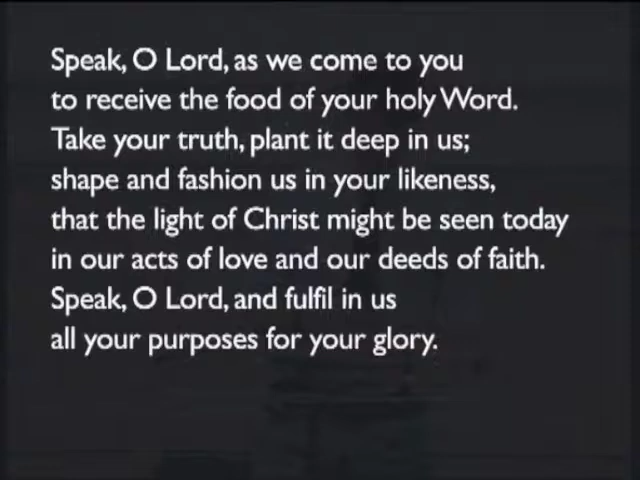 Speak, O Lord, as we come to you
to receive the food of your holy Word.
Take your truth, plant it deep in us;
shape and fashion us in your likeness,
that the light of Christ might be seen today
in our acts of love and our deeds of faith.
Speak, O Lord, and fulfil in us
all your purposes for your glory.